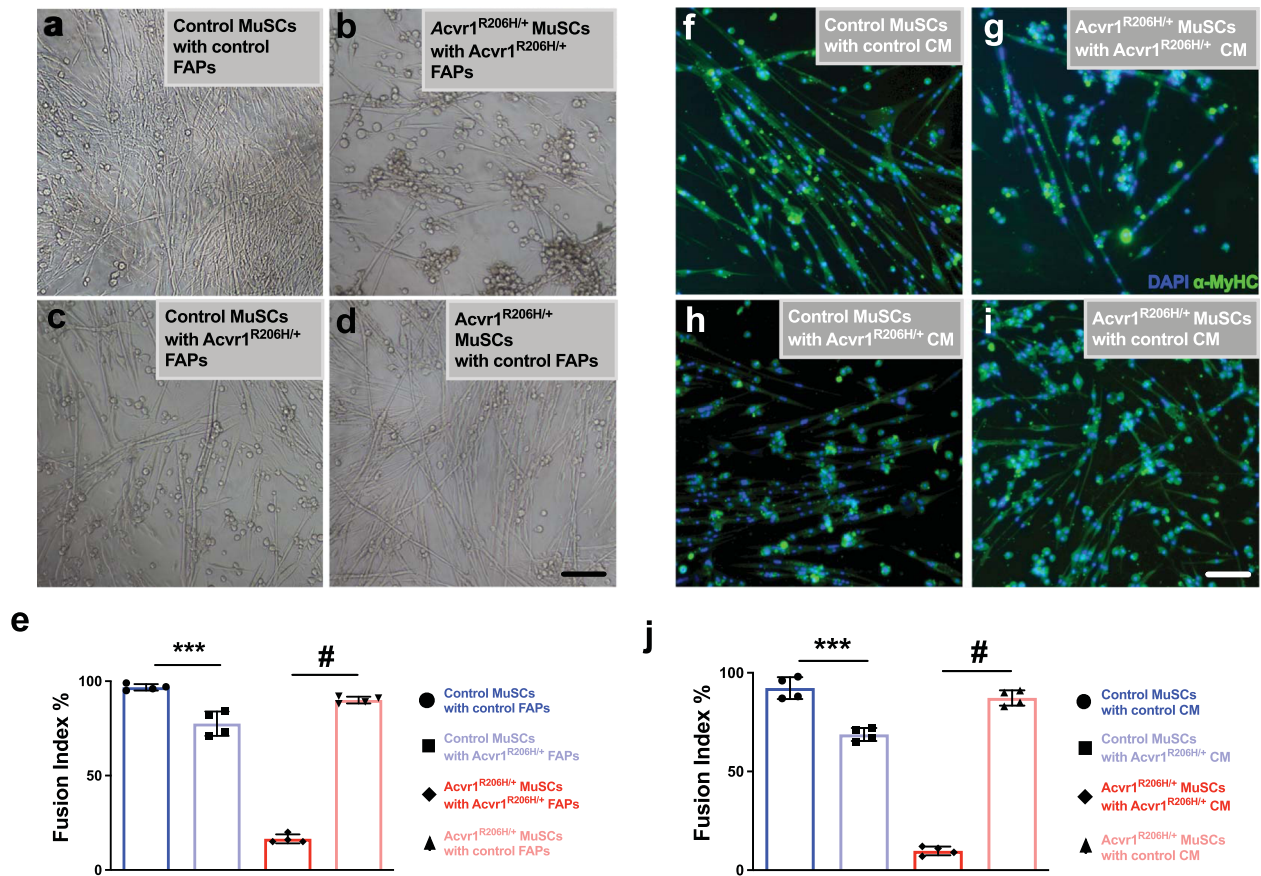 a
Control MuSCs
with control
FAPs
b
Acvr1R206H/+ MuSCs
with Acvr1R206H/+
FAPs
c
Control MuSCs
with Acvr1R206H/+
FAPs
d
Acvr1R206H/+
MuSCs
with control FAPs
f
Control MuSCs
with control CM
g
Acvr1R206H/+ MuSCs
with Acvr1R206H/+ CM
DAPI α-MyHC
h
Control MuSCs
with Acvr1R206H/+ CM
i
Acvr1R206H/+ MuSCs
with control CM
e
***
#
Fusion Index %
100
50
0
Control MuSCs
with control FAPs
Control MuSCs
with Acvr1R206H/+ FAPs
Acvr1R206H/+ MuSCs
with Acvr1R206H/+ FAPs
Acvr1R206H/+ MuSCs
with control FAPs
j
***
#
Fusion Index %
100
50
0
Control MuSCs
with control CM
Control MuSCs
with Acvr1R206H/+ CM
Acvr1R206H/+ MuSCs
with Acvr1R206H/+ CM
Acvr1R206H/+ MuSCs
with control CM